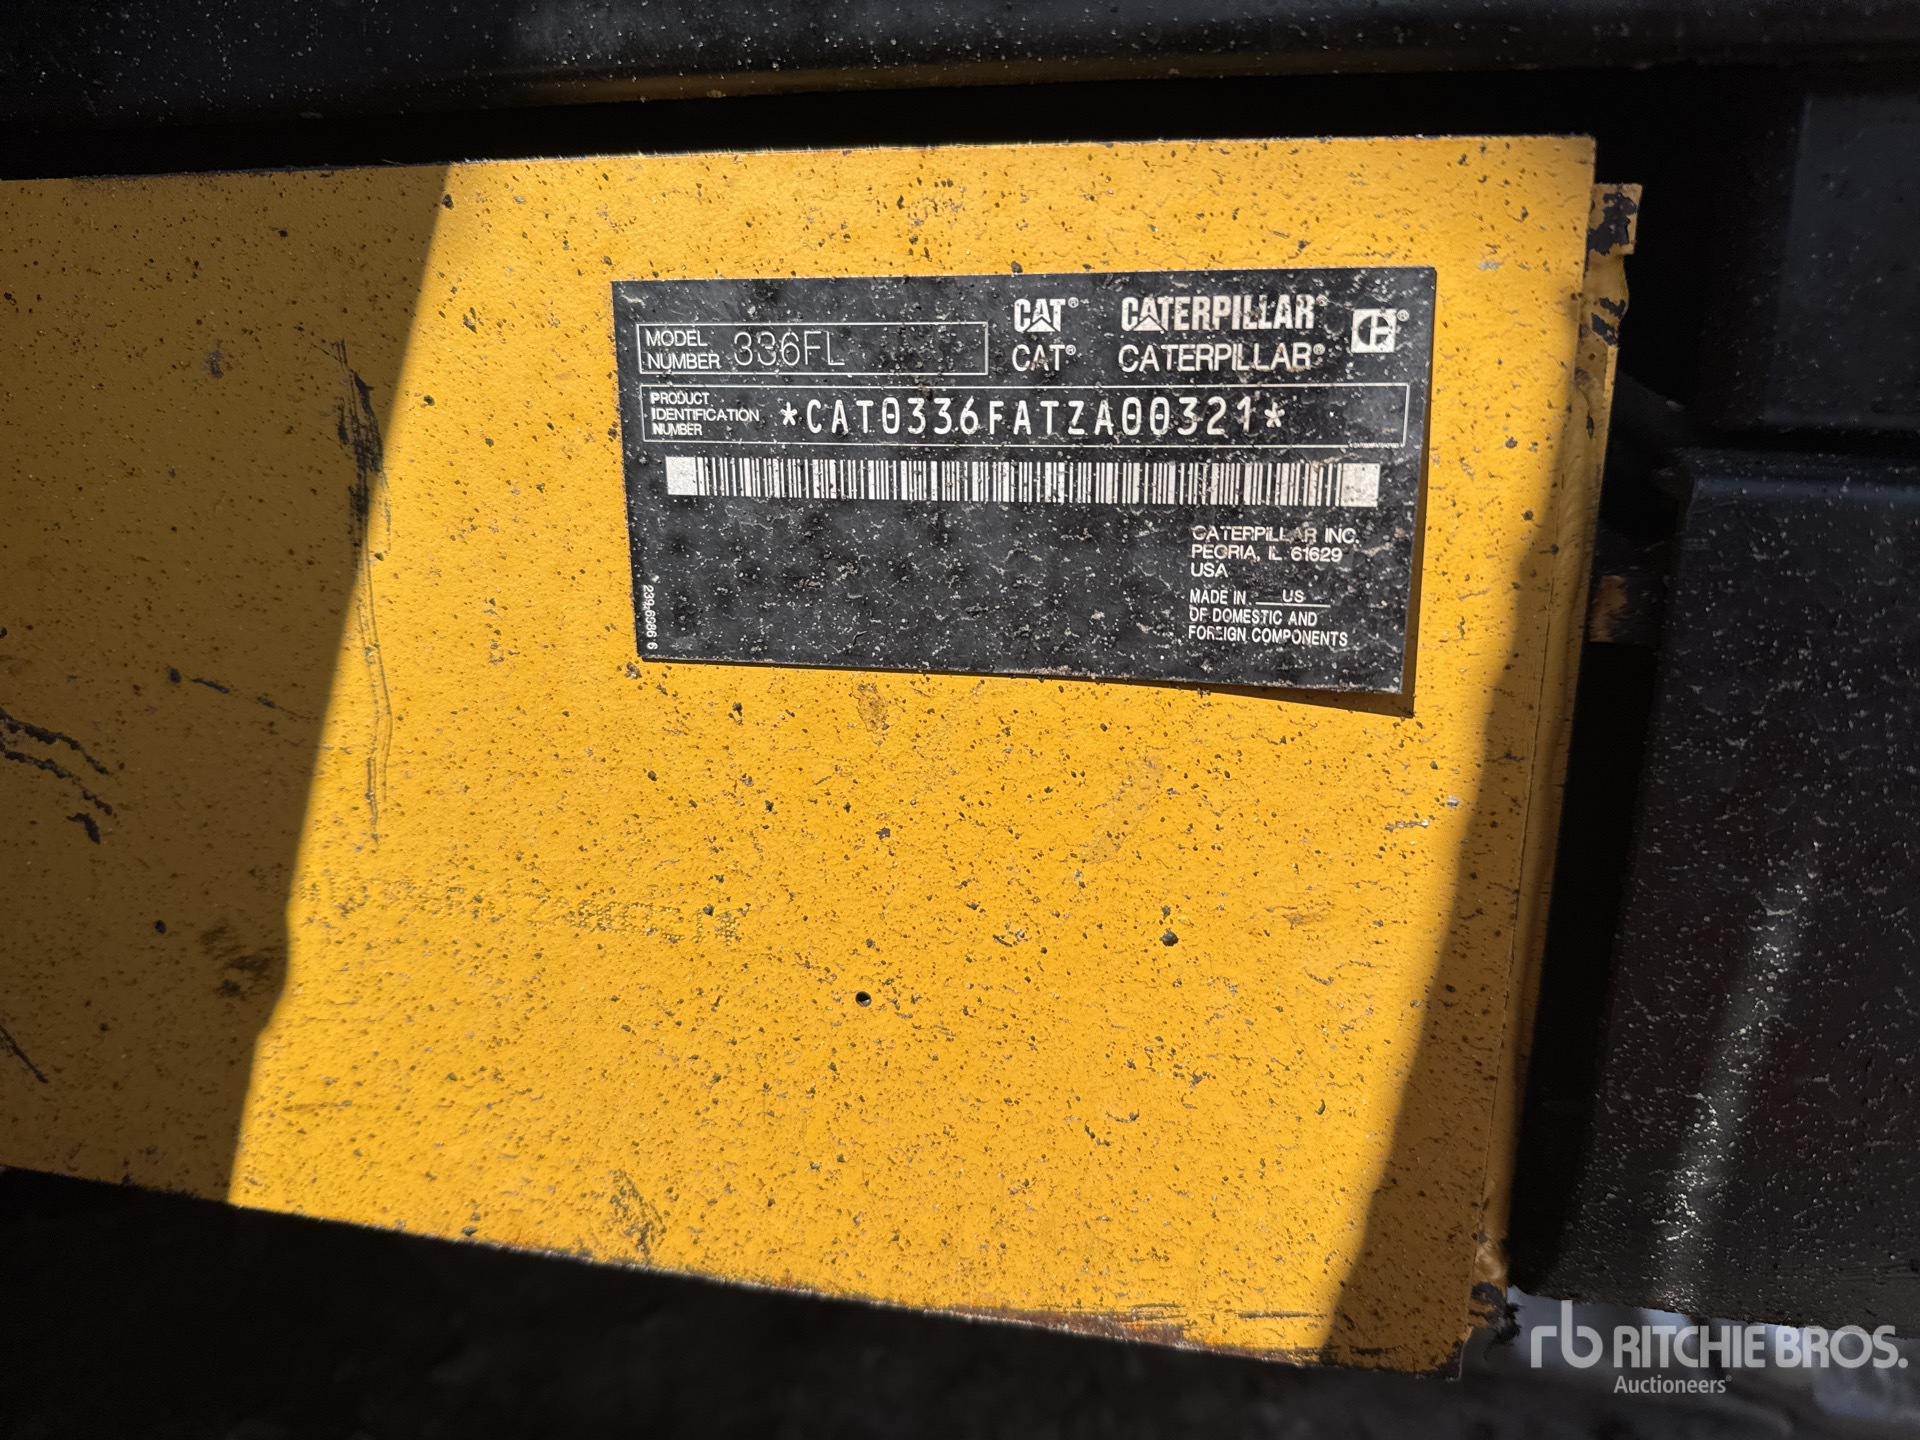 MODEL NUMBER 336FL
CAT® CATERPILLAR®
CAT® CATERPILLAR®
PRODUCT IDENTIFICATION NUMBER *CAT0336FATZA00321*
CATERPILLAR INC.
PEORIA, IL 61629
USA
MADE IN US
OF DOMESTIC AND
FOREIGN COMPONENTS
rb RITCHIE BROS.
Auctioneers